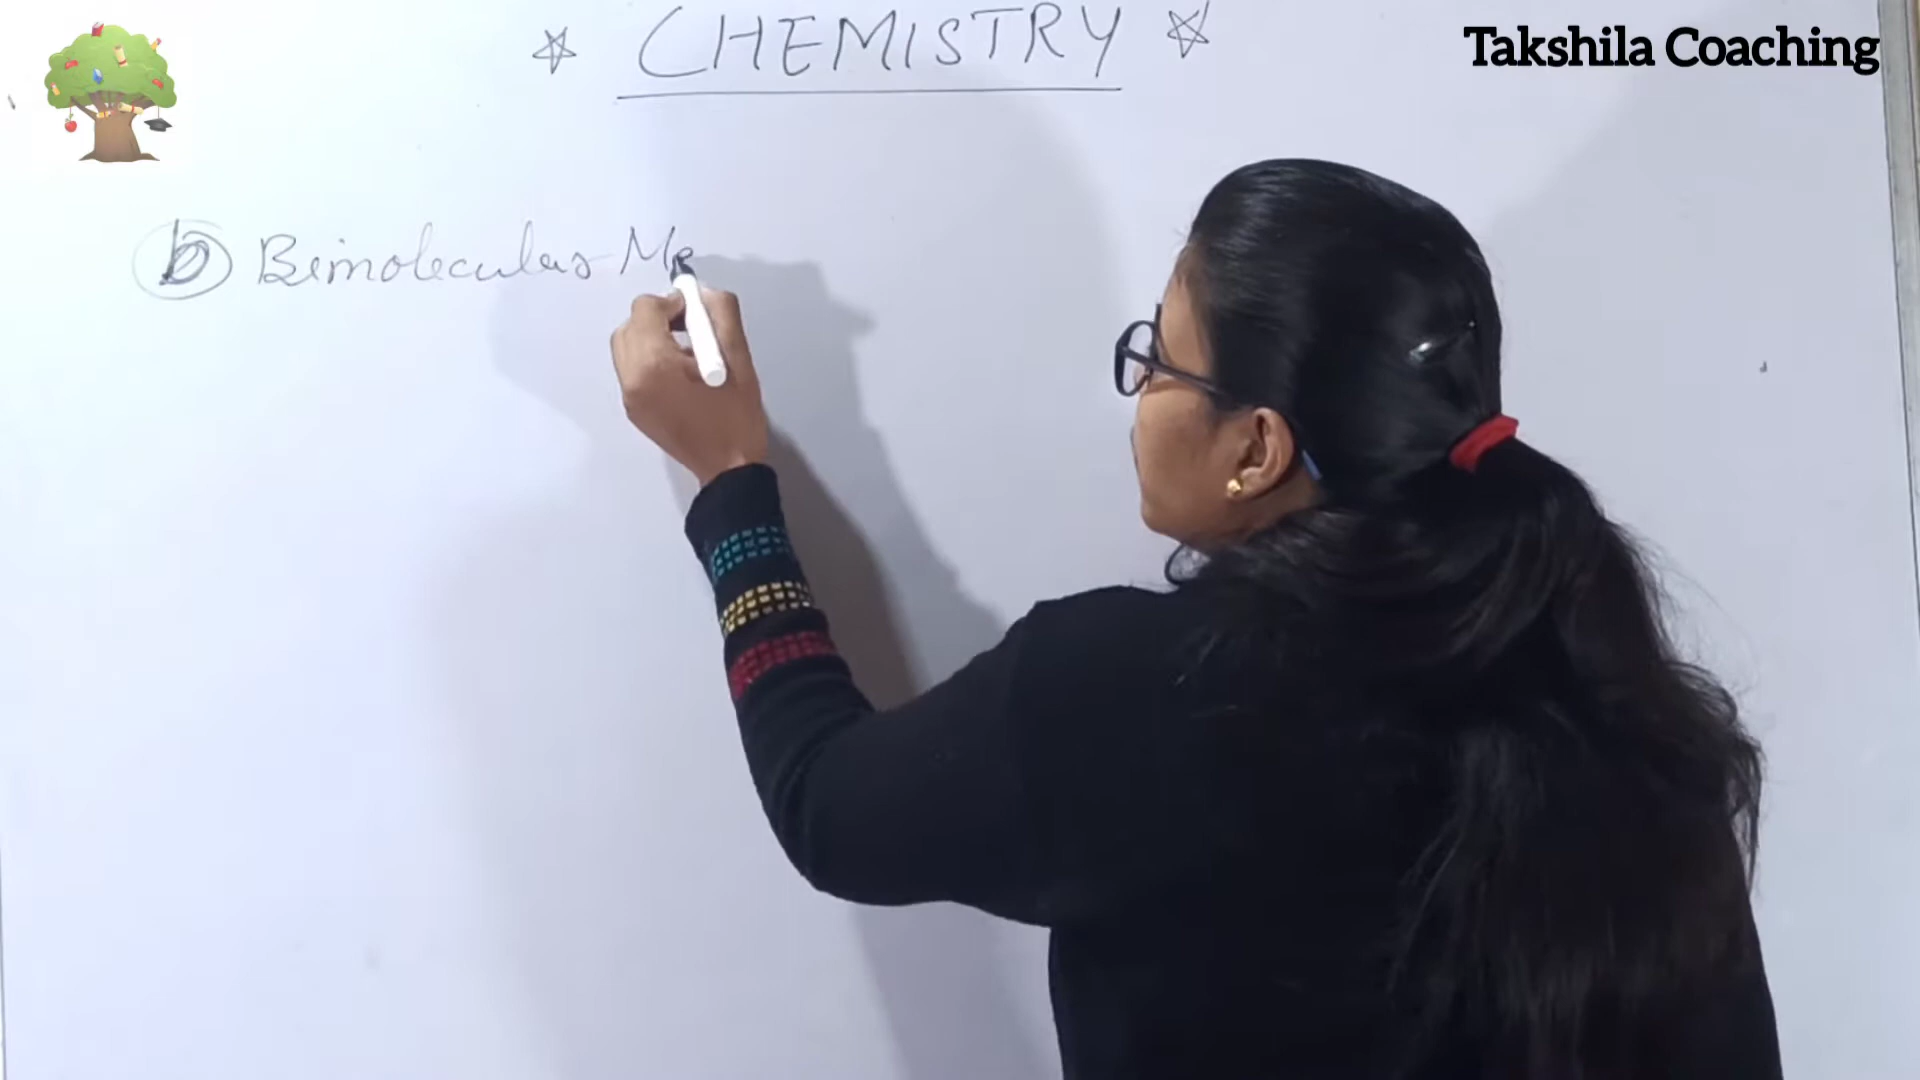 ☆ CHEMISTRY ☆
Takshila Coaching
(b) Bimolecular Me